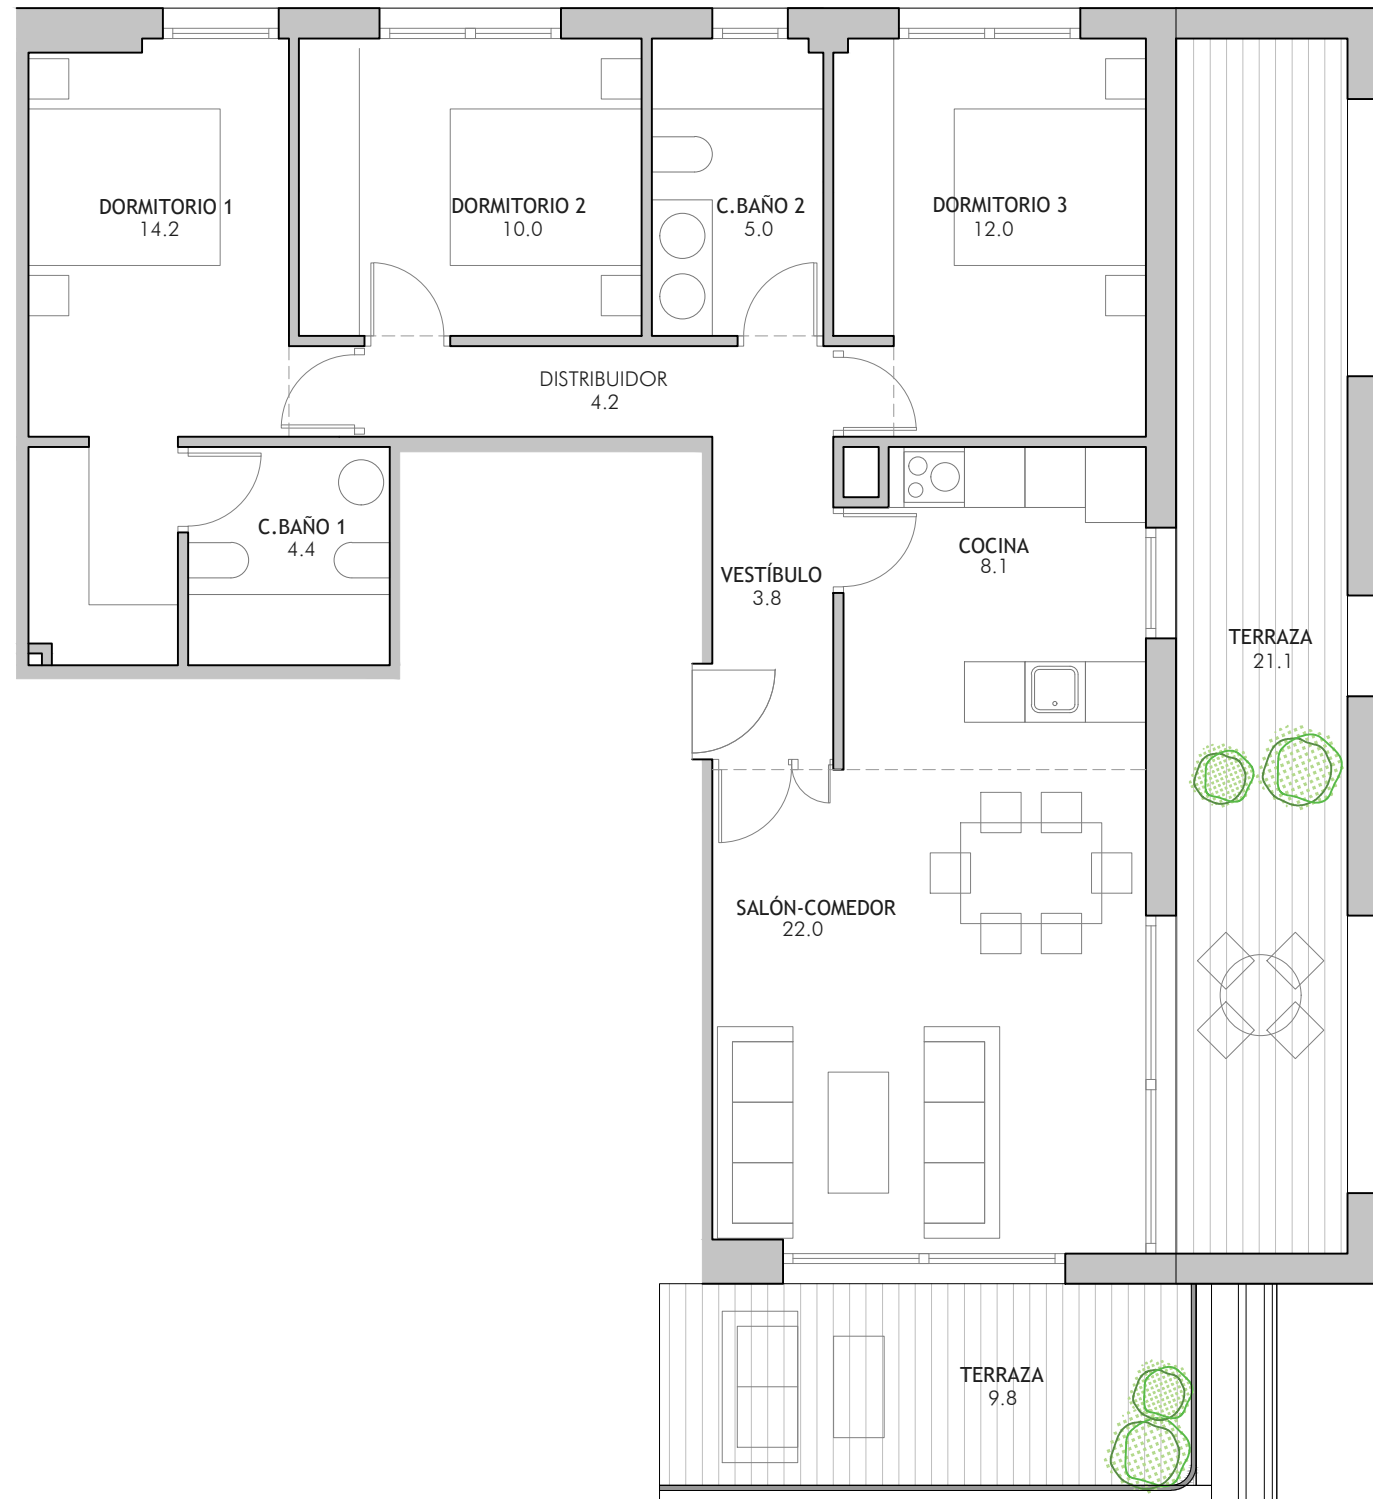 DORMITORIO 1
14.2
DORMITORIO 2
10.0
C.BAÑO 2
5.0
DORMITORIO 3
12.0
DISTRIBUIDOR
4.2
C.BAÑO 1
4.4
VESTÍBULO
3.8
COCINA
8.1
TERRAZA
21.1
SALÓN-COMEDOR
22.0
TERRAZA
9.8